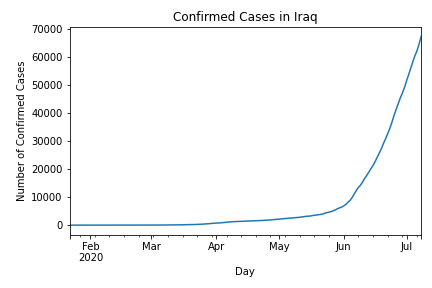 Confirmed Cases in Iraq
Number of Confirmed Cases
70000
60000
50000
40000
30000
20000
10000
0
Feb Mar Apr May Jun Jul
2020
Day